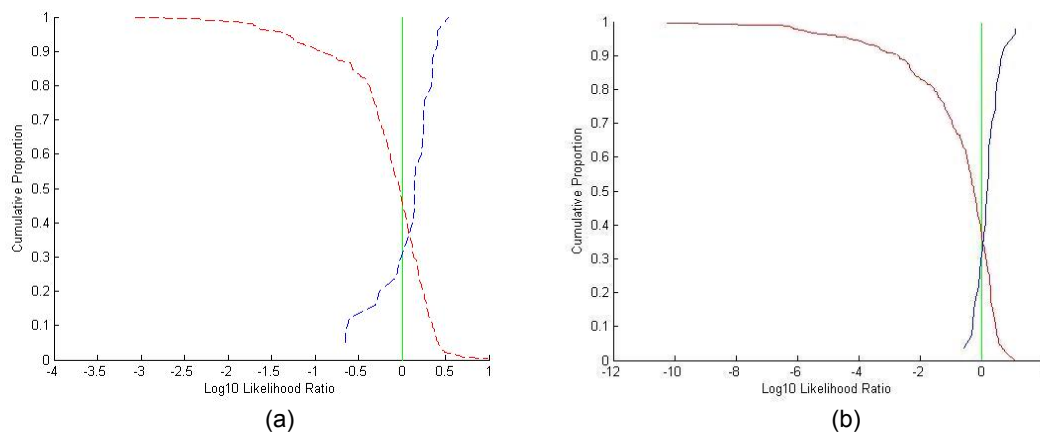 1
0.9
0.8
0.7
0.6
0.5
0.4
0.3
0.2
0.1
0
Cumulative Proportion
-4 -3.5 -3 -2.5 -2 -1.5 -1 -0.5 0 0.5 1
Log10 Likelihood Ratio
(a)
1
0.9
0.8
0.7
0.6
0.5
0.4
0.3
0.2
0.1
0
Cumulative Proportion
-12 -10 -8 -6 -4 -2 0
Log10 Likelihood Ratio
(b)